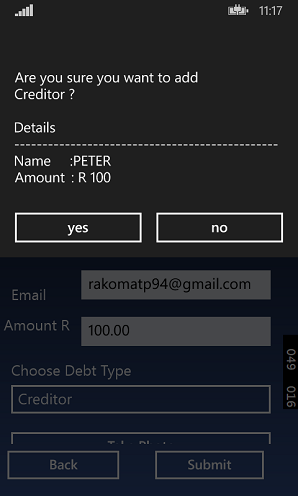 11:17
Are you sure you want to add
Creditor ?
Details
--------------------------------------------
Name :PETER
Amount : R 100
yes no
Email rakomatp94@gmail.com
Amount R 100.00
Choose Debt Type
Creditor
Back Submit
049 016